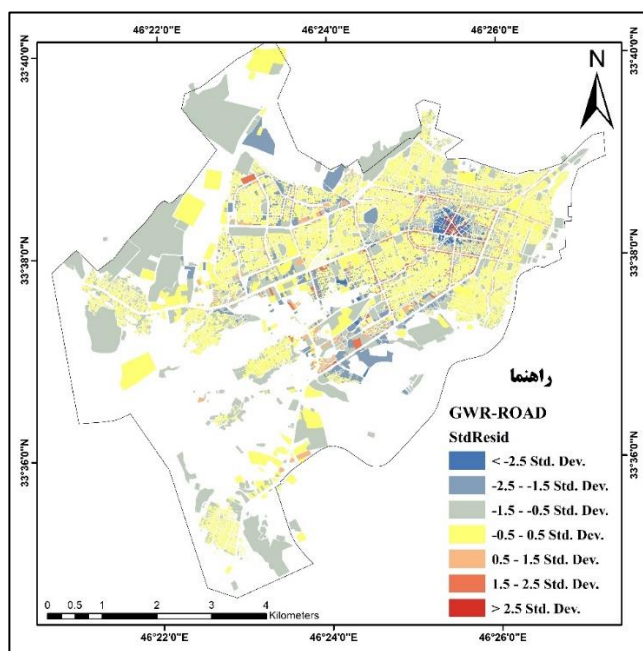 46°22'0"E
46°24'0"E
46°26'0"E
33°40'0"N
33°40'0"N
N
33°38'0"N
33°38'0"N
راهنما
GWR-ROAD
StdResid
< -2.5 Std. Dev.
-2.5 - -1.5 Std. Dev.
-1.5 - -0.5 Std. Dev.
-0.5 - 0.5 Std. Dev.
0.5 - 1.5 Std. Dev.
1.5 - 2.5 Std. Dev.
> 2.5 Std. Dev.
33°36'0"N
33°36'0"N
0 0.5 1 2 3 4
Kilometers
46°22'0"E
46°24'0"E
46°26'0"E